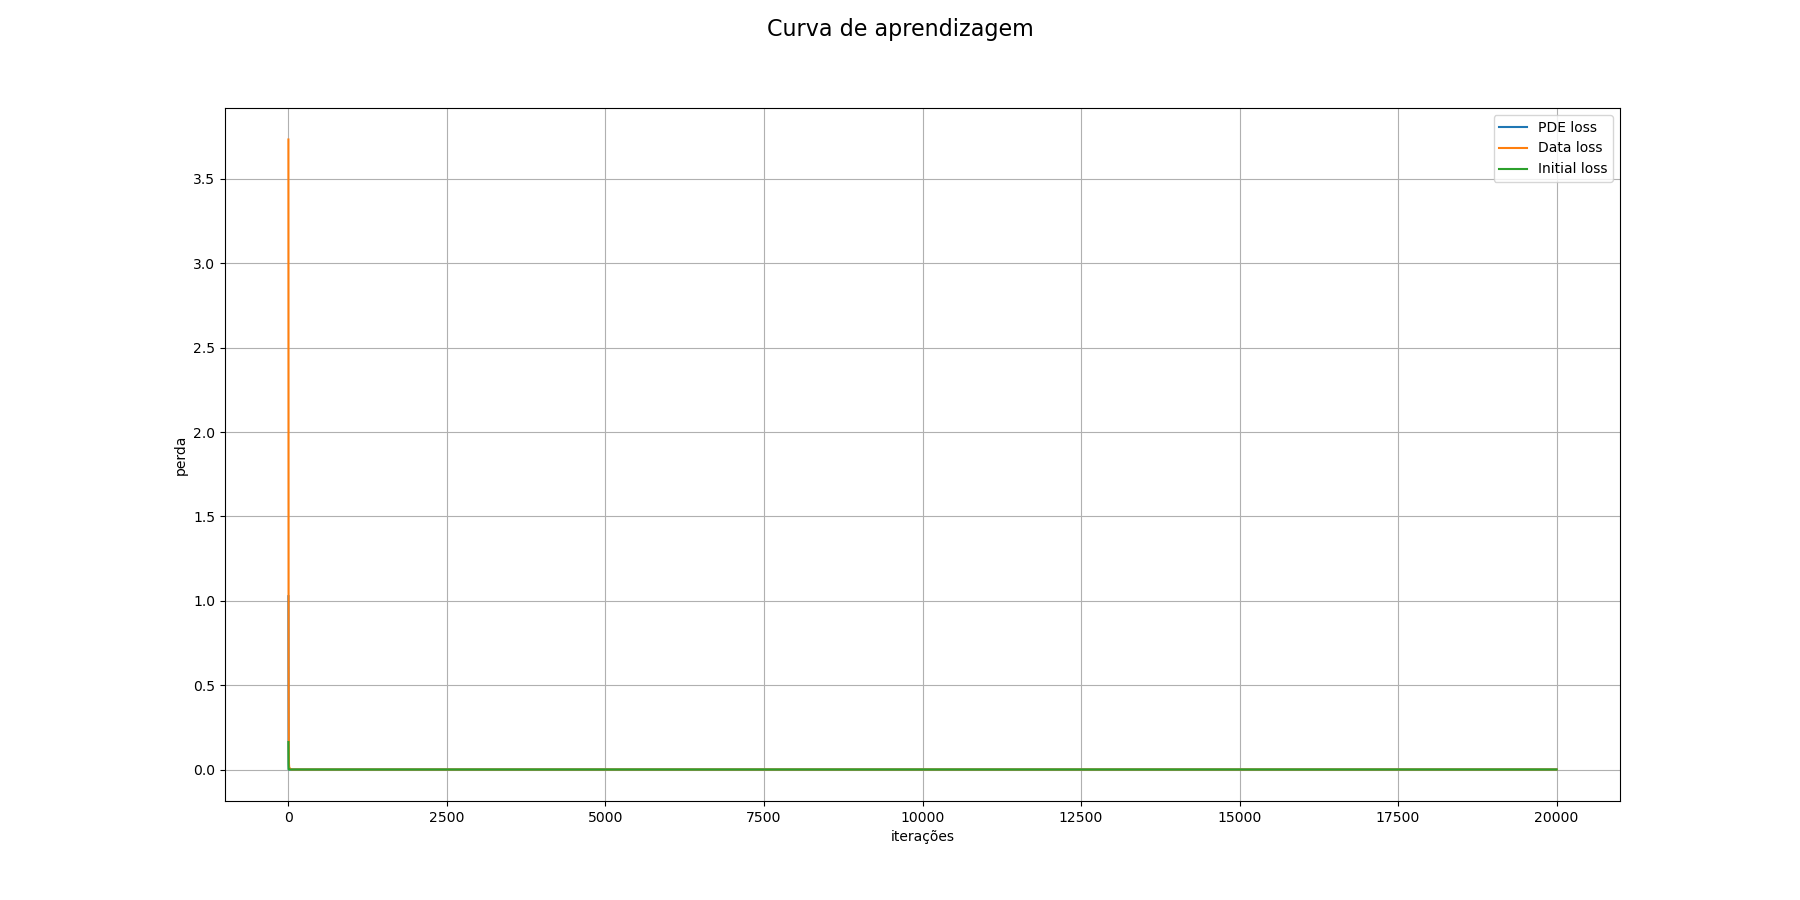 Curva de aprendizagem
PDE loss
Data loss
Initial loss
3.5
3.0
2.5
2.0
1.5
1.0
0.5
0.0
perda
0 2500 5000 7500 10000 12500 15000 17500 20000
iterações